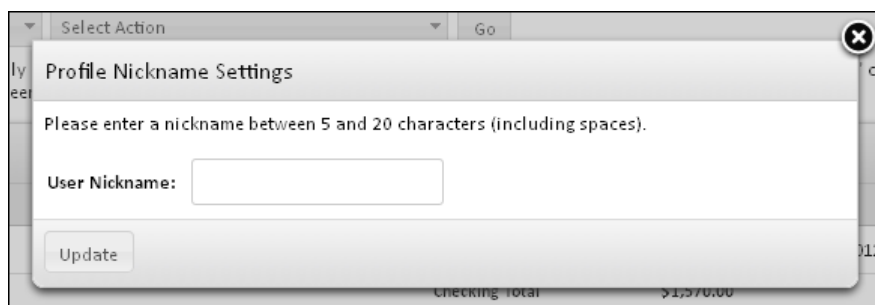 Select Action
Go
Profile Nickname Settings
Please enter a nickname between 5 and 20 characters (including spaces).
User Nickname:
Update
Checking Total $1,570.00